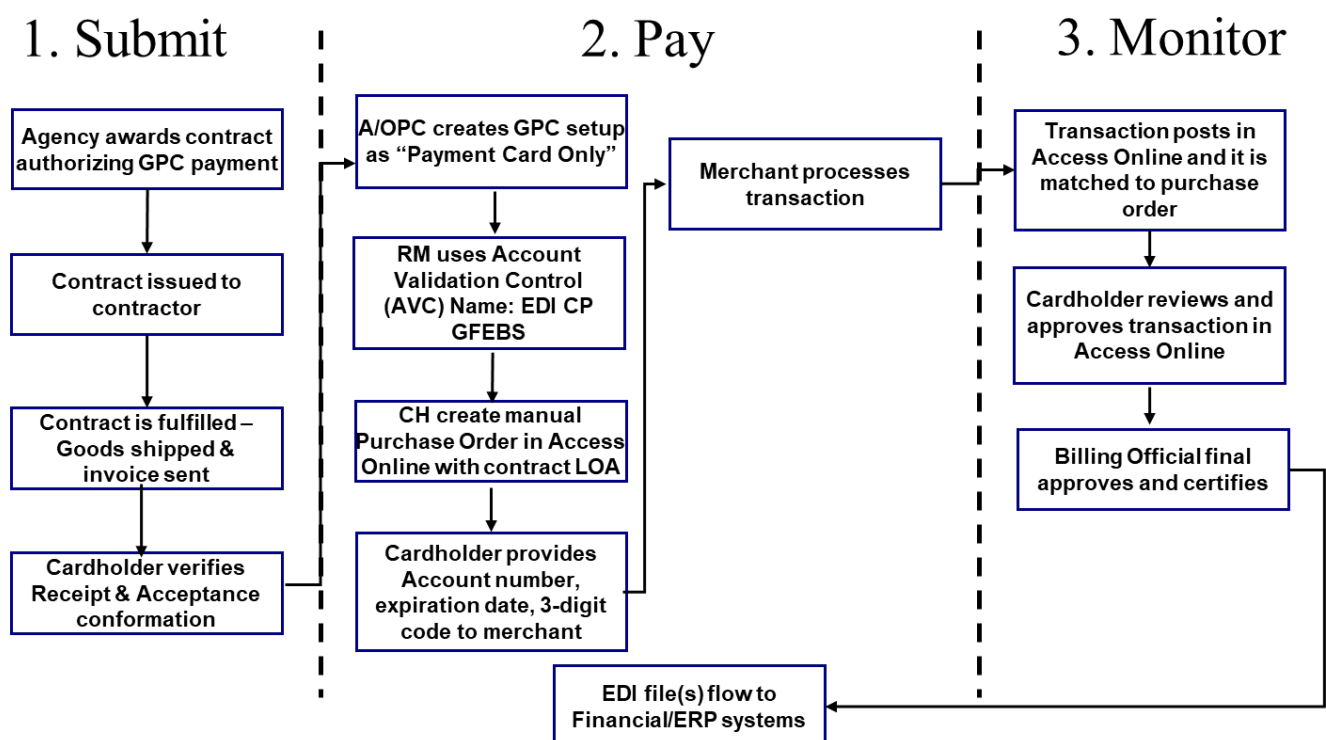 1. Submit
2. Pay
3. Monitor
Agency awards contract
authorizing GPC payment
Contract issued to
contractor
Contract is fulfilled –
Goods shipped &
invoice sent
Cardholder verifies
Receipt & Acceptance
conformation
A/OPC creates GPC setup
as “Payment Card Only”
RM uses Account
Validation Control
(AVC) Name: EDI CP
GFEBS
CH create manual
Purchase Order in Access
Online with contract LOA
Cardholder provides
Account number,
expiration date, 3-digit
code to merchant
Merchant processes
transaction
Transaction posts in
Access Online and it is
matched to purchase
order
Cardholder reviews and
approves transaction in
Access Online
Billing Official final
approves and certifies
EDI file(s) flow to
Financial/ERP systems